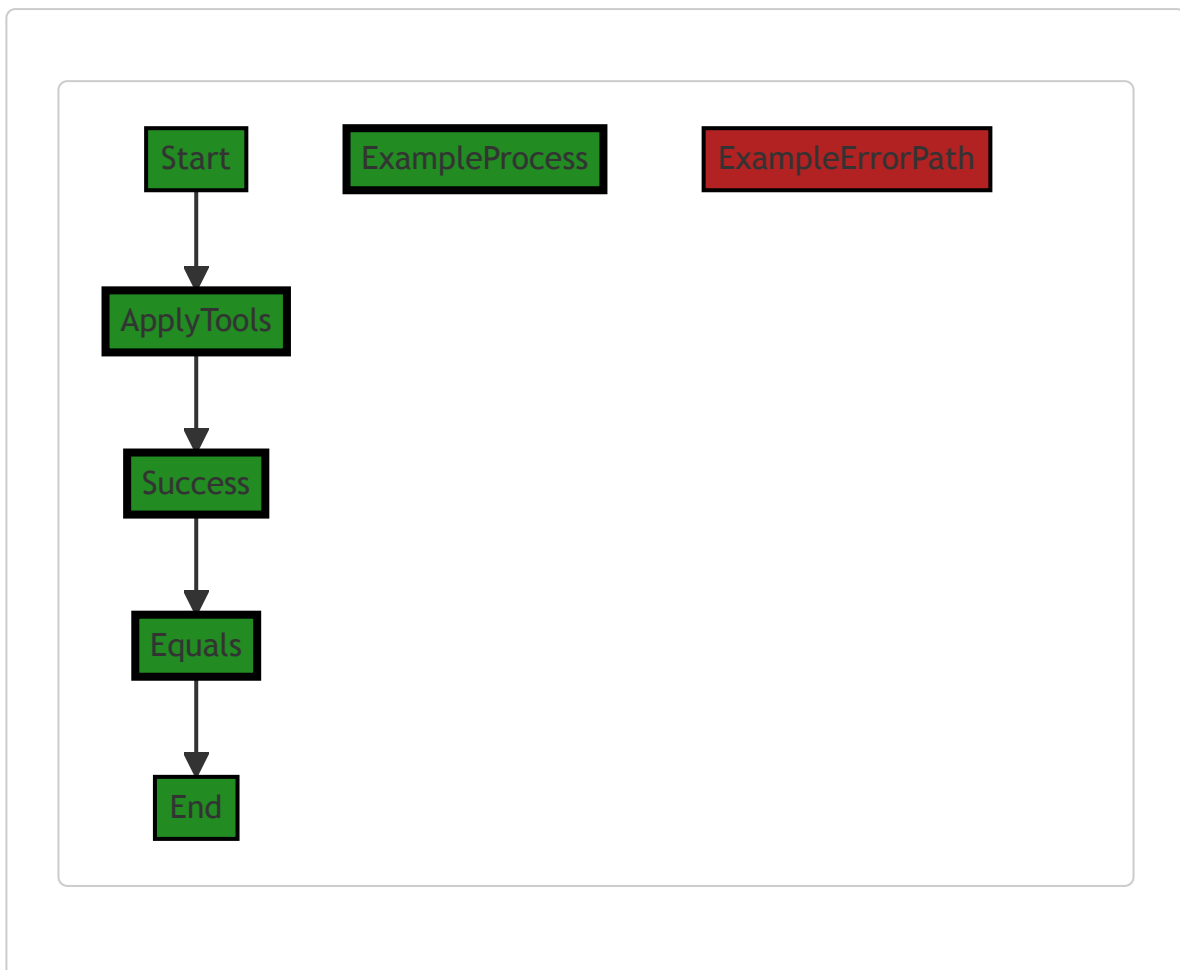 Start
ExampleProcess
ExampleErrorPath
ApplyTools
Success
Equals
End